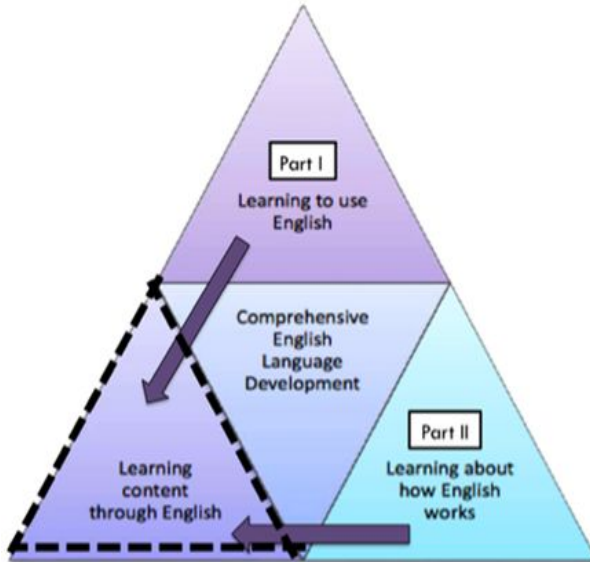 Part I
Learning to use
English
Comprehensive
English
Language
Development
Part II
Learning about
how English
works
Learning
content
through English